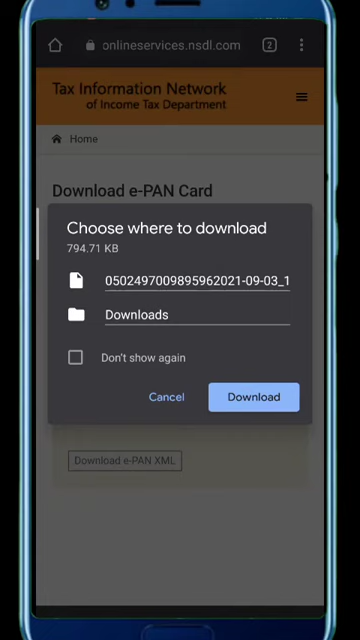 onlineservices.nsdl.com
2
Tax Information Network
of Income Tax Department
Home
Download e-PAN Card
Choose where to download
794.71 KB
0502497009895962021-09-03_1
Downloads
Don't show again
Cancel
Download
Download e-PAN XML